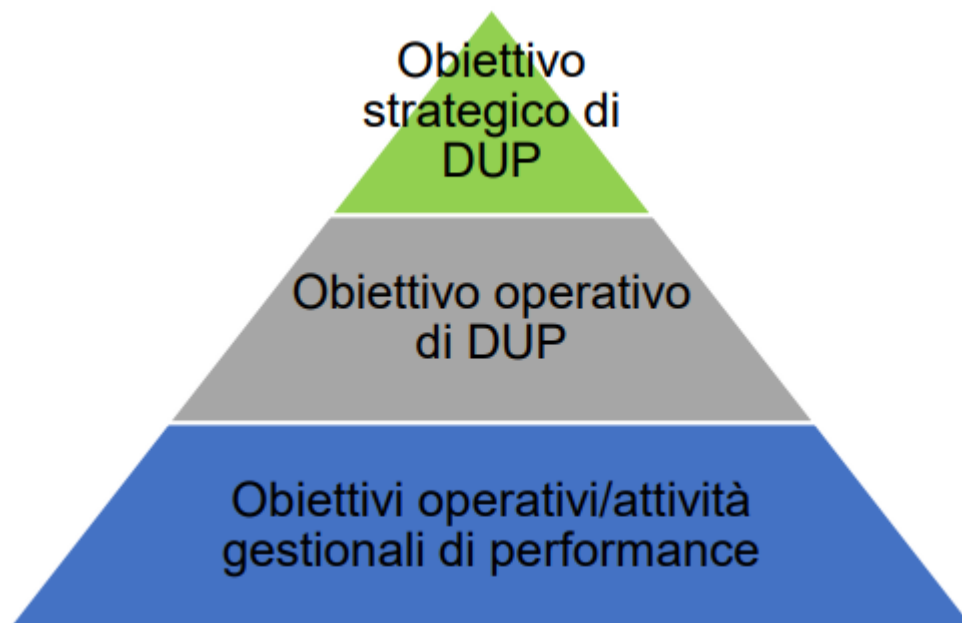 Obiettivo
strategico di
DUP
Obiettivo operativo
di DUP
Obiettivi operativi/attività
gestionali di performance